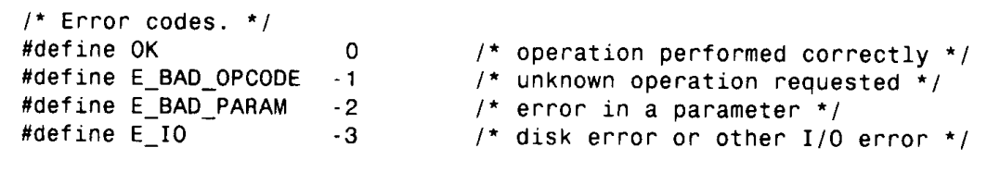 /* Error codes. */
#define OK 0 /* operation performed correctly */
#define E_BAD_OPCODE -1 /* unknown operation requested */
#define E_BAD_PARAM -2 /* error in a parameter */
#define E_IO -3 /* disk error or other I/O error */